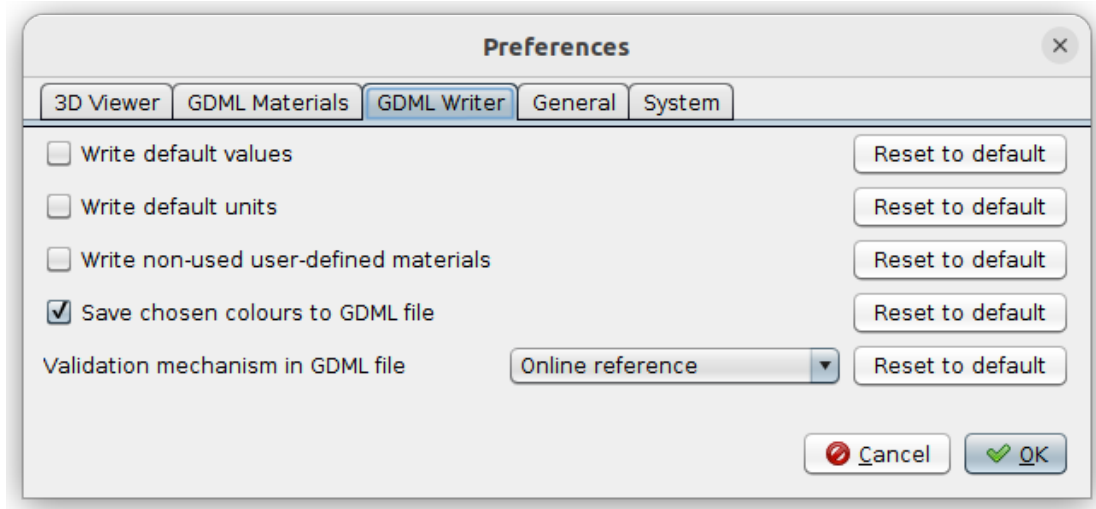 Preferences
3D Viewer GDML Materials GDML Writer General System
Write default values Reset to default
Write default units Reset to default
Write non-used user-defined materials Reset to default
Save chosen colours to GDML file Reset to default
Validation mechanism in GDML file Online reference Reset to default
Cancel OK